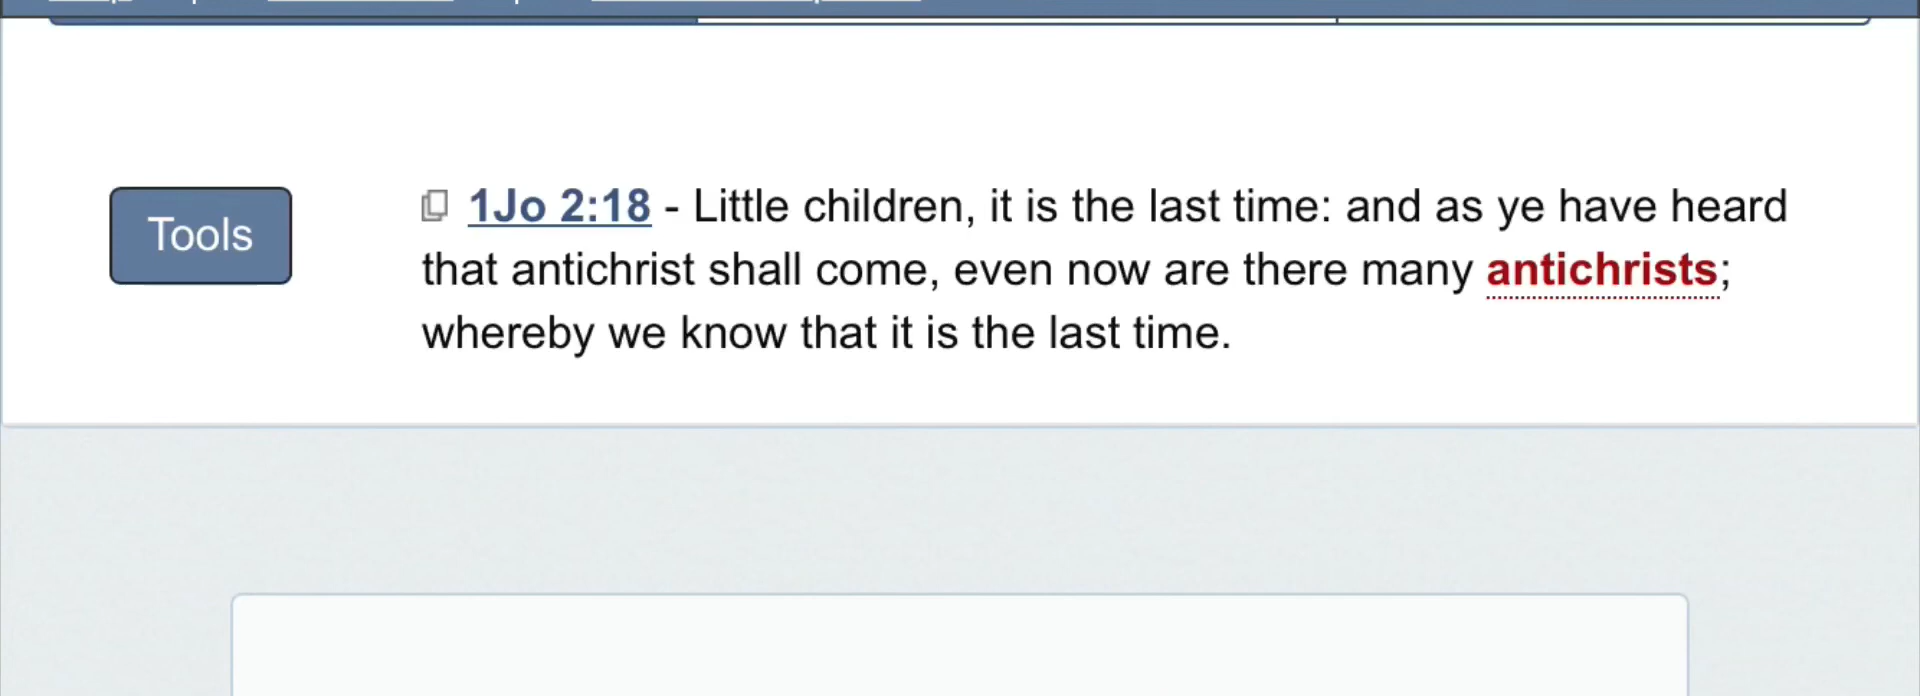 Tools
1Jo 2:18 - Little children, it is the last time: and as ye have heard
that antichrist shall come, even now are there many antichrists;
whereby we know that it is the last time.